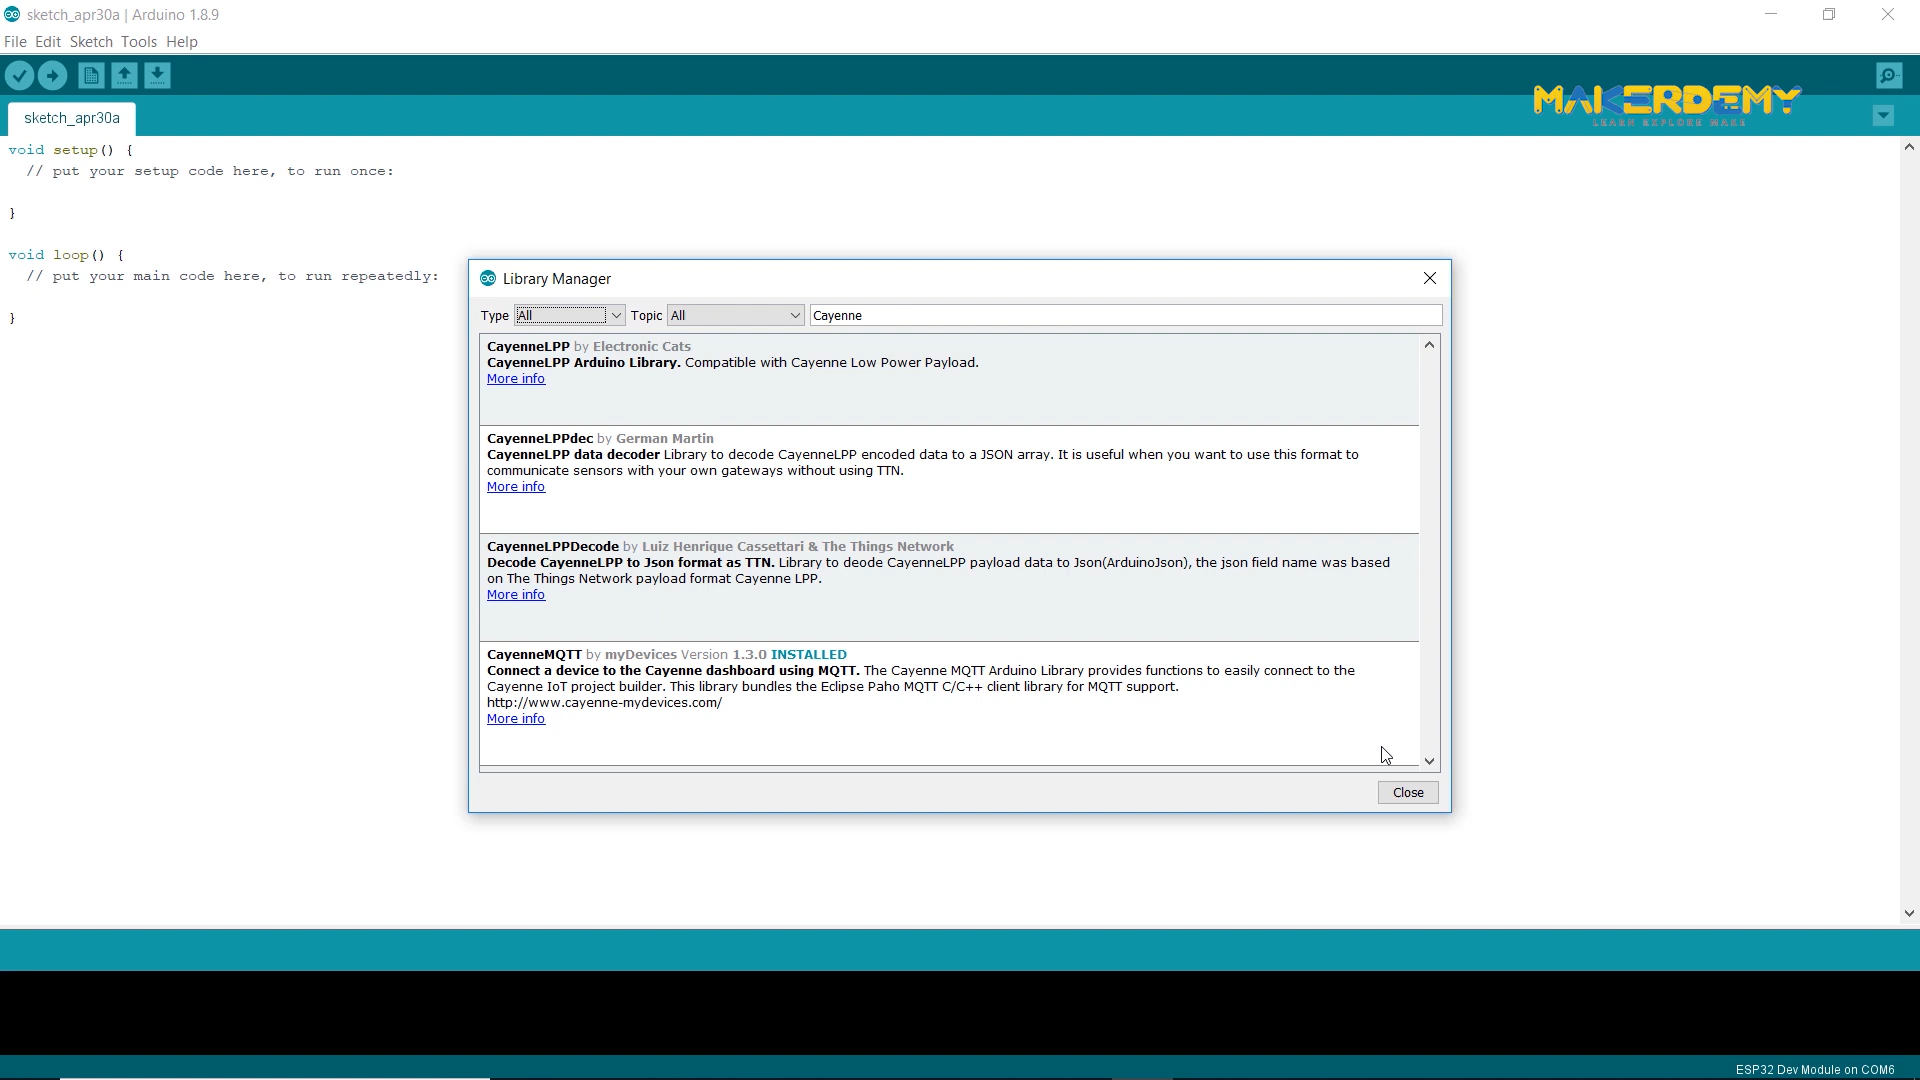 sketch_apr30a | Arduino 1.8.9
File Edit Sketch Tools Help
MAKERDEMY
LEARN EXPLORE MAKE
sketch_apr30a
void setup() {
// put your setup code here, to run once:
}
void loop() {
// put your main code here, to run repeatedly:
}
Library Manager
Type All Topic All Cayenne
CayenneLPP by Electronic Cats
CayenneLPP Arduino Library. Compatible with Cayenne Low Power Payload.
More info
CayenneLPPdec by German Martin
CayenneLPP data decoder Library to decode CayenneLPP encoded data to a JSON array. It is useful when you want to use this format to
communicate sensors with your own gateways without using TTN.
More info
CayenneLPPDecode by Luiz Henrique Cassettari & The Things Network
Decode CayenneLPP to Json format as TTN. Library to deode CayenneLPP payload data to Json(ArduinoJson), the json field name was based
on The Things Network payload format Cayenne LPP.
More info
CayenneMQTT by myDevices Version 1.3.0 INSTALLED
Connect a device to the Cayenne dashboard using MQTT. The Cayenne MQTT Arduino Library provides functions to easily connect to the
Cayenne IoT project builder. This library bundles the Eclipse Paho MQTT C/C++ client library for MQTT support.
http://www.cayenne-mydevices.com/
More info
Close
ESP32 Dev Module on COM6